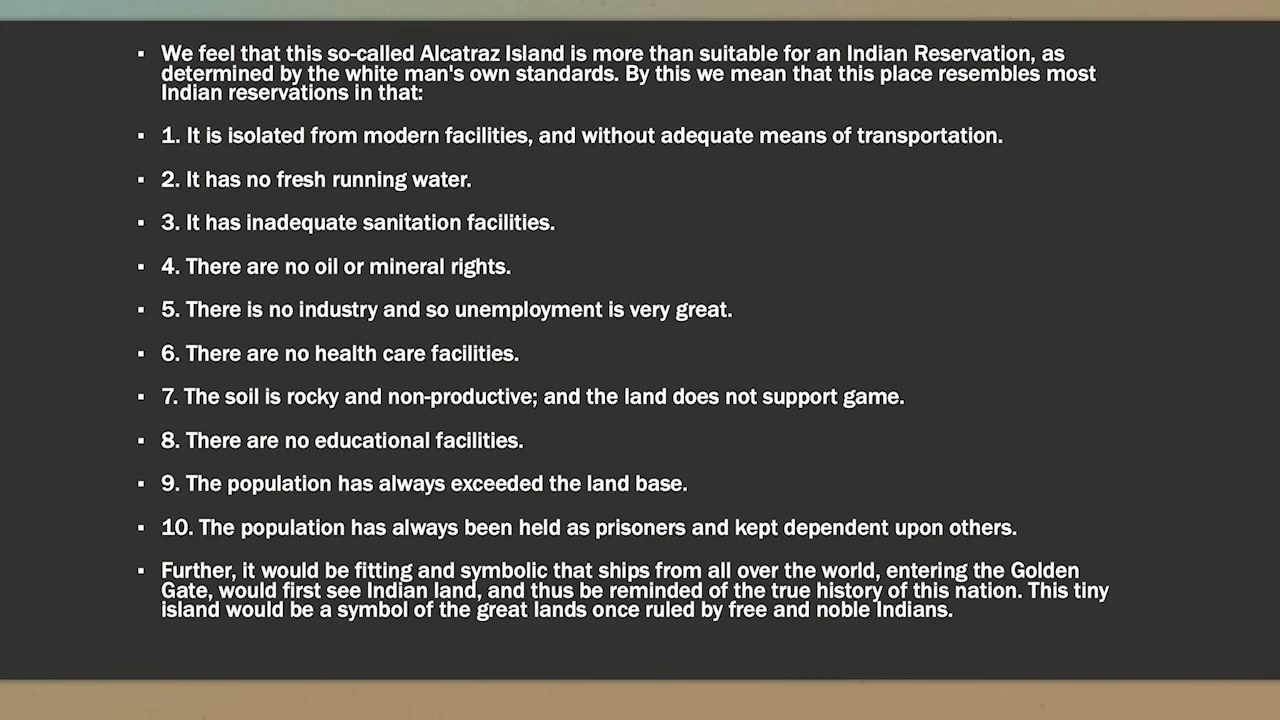 ▪ We feel that this so-called Alcatraz Island is more than suitable for an Indian Reservation, as
determined by the white man's own standards. By this we mean that this place resembles most
Indian reservations in that:
▪ 1. It is isolated from modern facilities, and without adequate means of transportation.
▪ 2. It has no fresh running water.
▪ 3. It has inadequate sanitation facilities.
▪ 4. There are no oil or mineral rights.
▪ 5. There is no industry and so unemployment is very great.
▪ 6. There are no health care facilities.
▪ 7. The soil is rocky and non-productive; and the land does not support game.
▪ 8. There are no educational facilities.
▪ 9. The population has always exceeded the land base.
▪ 10. The population has always been held as prisoners and kept dependent upon others.
▪ Further, it would be fitting and symbolic that ships from all over the world, entering the Golden
Gate, would first see Indian land, and thus be reminded of the true history of this nation. This tiny
island would be a symbol of the great lands once ruled by free and noble Indians.